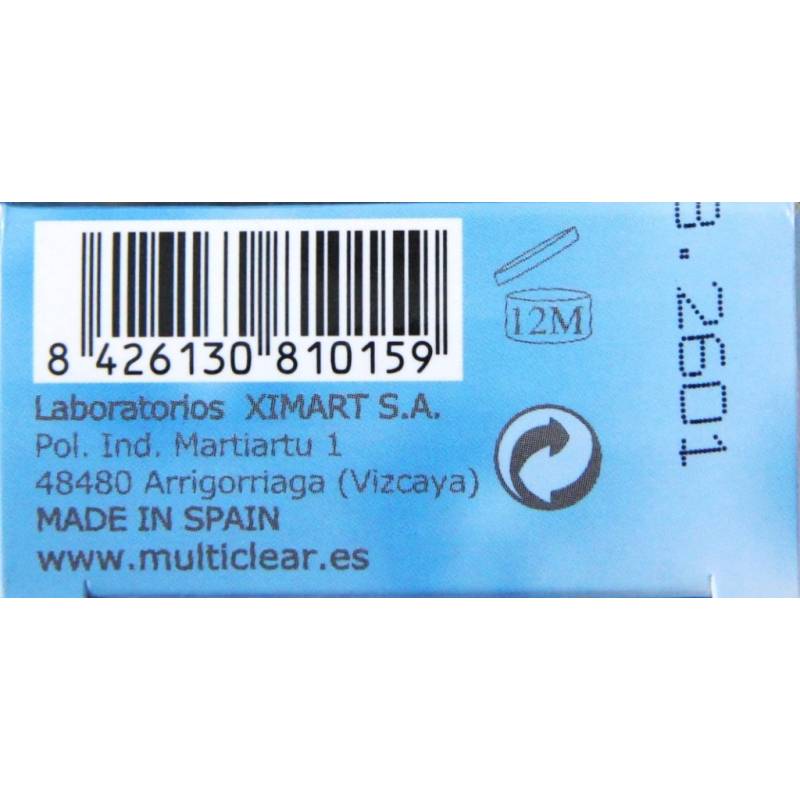 8 426130 810159
12M
Laboratorios XIMART S.A.
Pol. Ind. Martiartu 1
48480 Arrigorriaga (Vizcaya)
MADE IN SPAIN
www.multiclear.es
. 2601